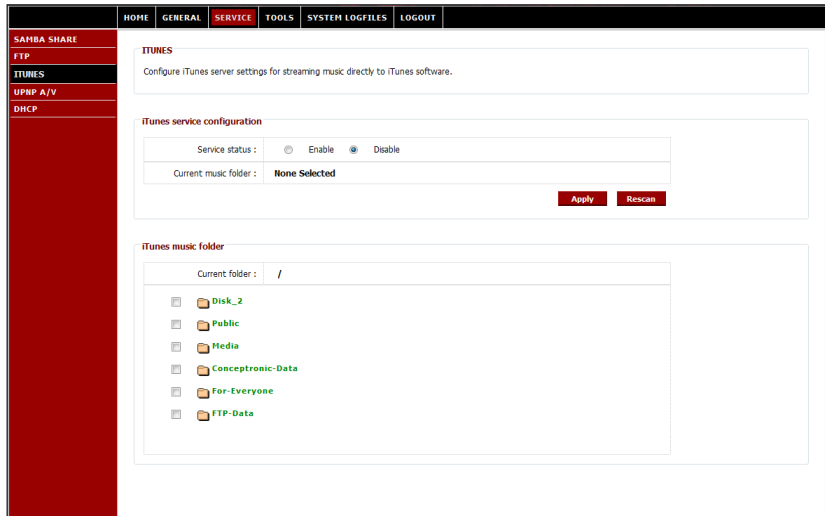 HOME GENERAL SERVICE TOOLS SYSTEM LOGFILES LOGOUT
SAMBA SHARE
FTP
ITUNES
UPNP A/V
DHCP
ITUNES
Configure iTunes server settings for streaming music directly to iTunes software.
iTunes service configuration
Service status : Enable Disable
Current music folder : None Selected
Apply Rescan
iTunes music folder
Current folder : /
Disk_2
Public
Media
Conceptronic-Data
For-Everyone
FTP-Data